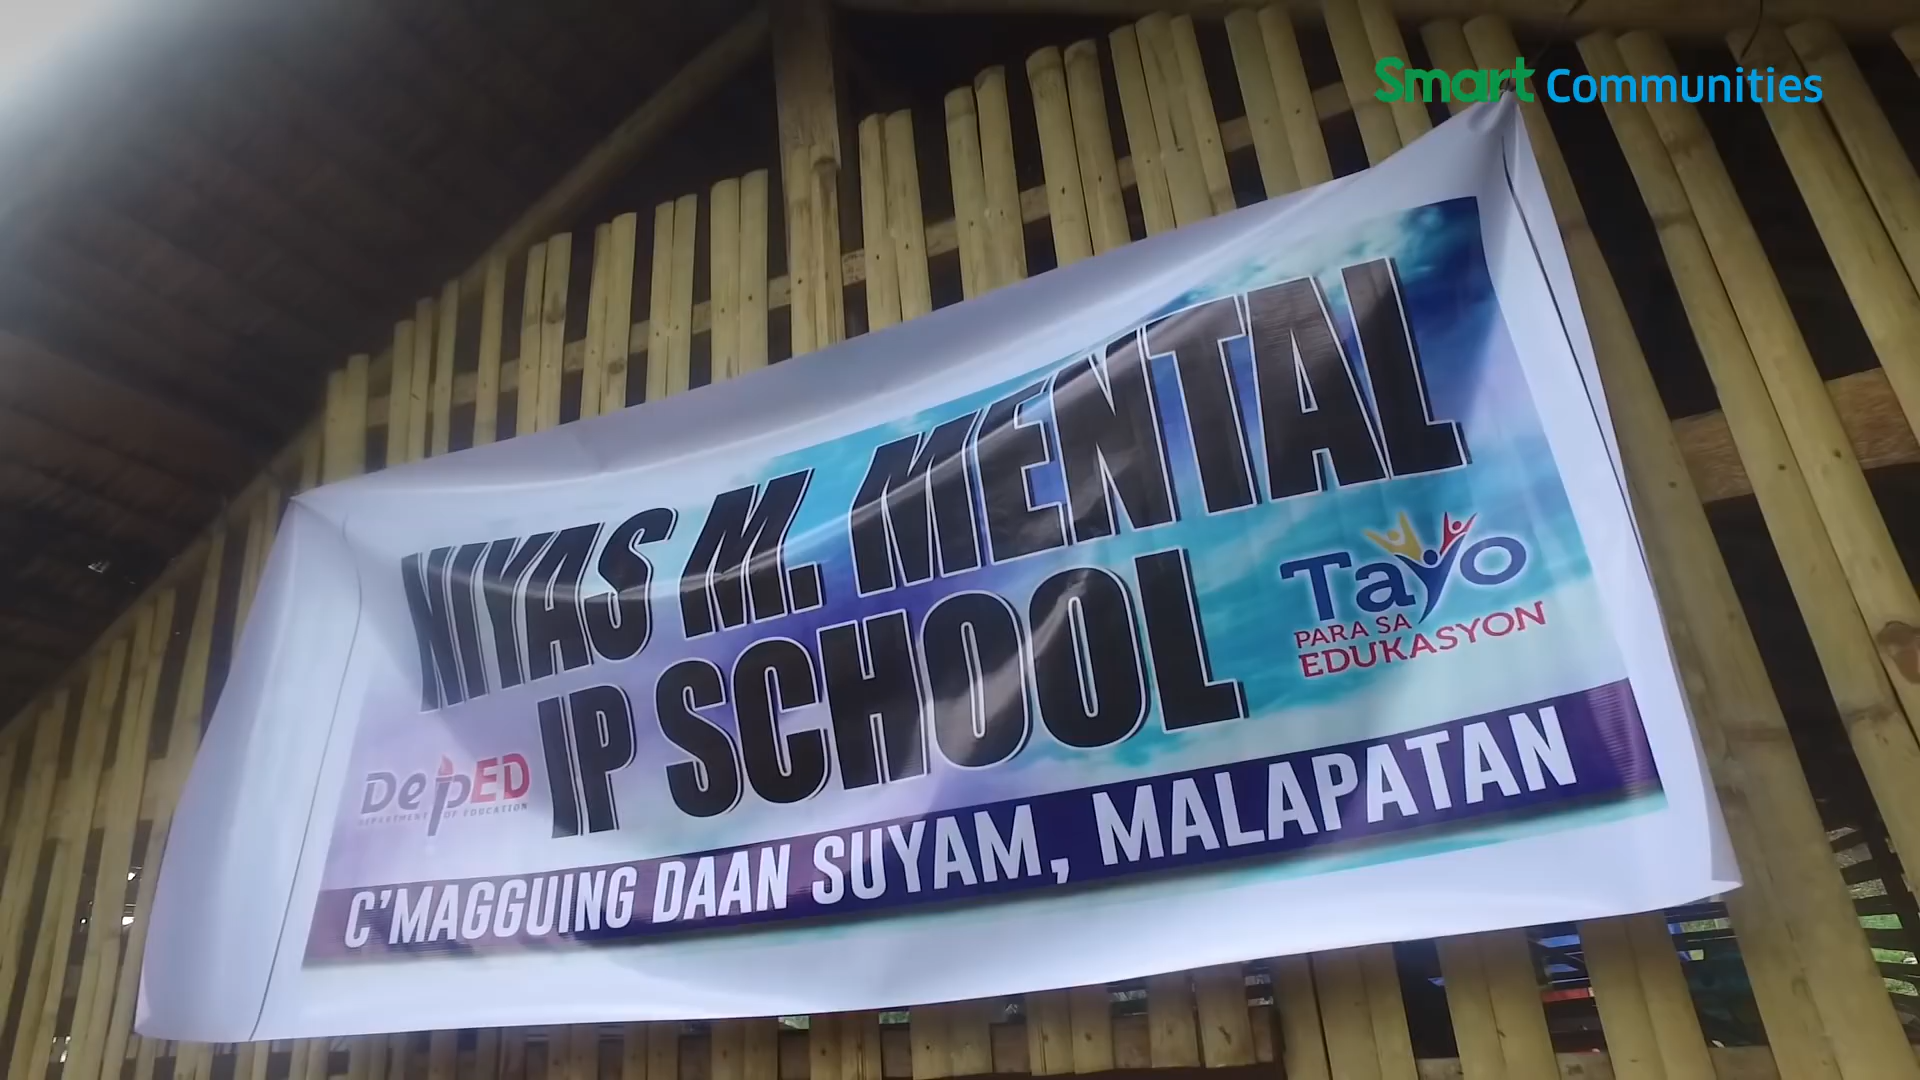 Smart Communities
NIYAS M. MENTAL
IP SCHOOL
Tayo
PARA SA
EDUKASYON
DepED
DEPARTMENT OF EDUCATION
C'MAGGUING DAAN SUYAM, MALAPATAN